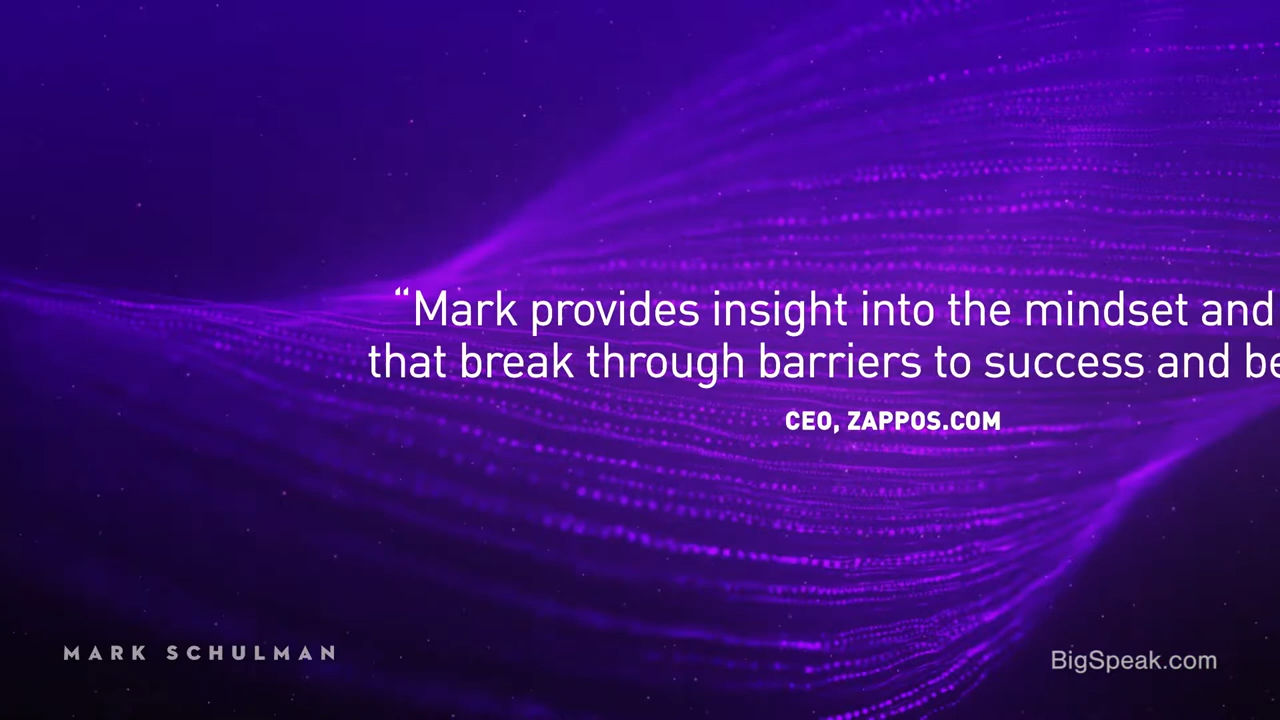 “Mark provides insight into the mindset and
that break through barriers to success and
CEO, ZAPPOS.COM
MARK SCHULMAN
BigSpeak.com